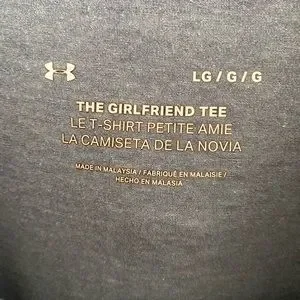 LG / G / G
THE GIRLFRIEND TEE
LE T-SHIRT PETITE AMIE
LA CAMISETA DE LA NOVIA
MADE IN MALAYSIA / FABRIQUÉ EN MALAISIE /
HECHO EN MALASIA